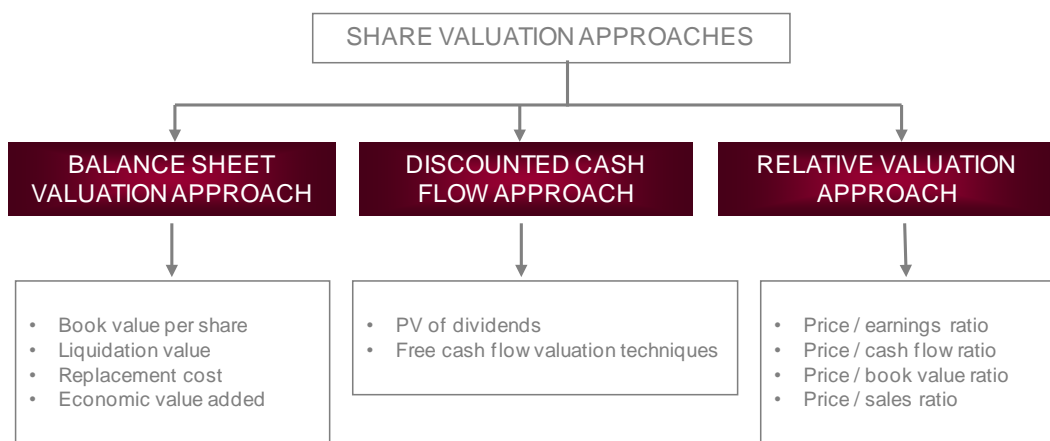 SHARE VALUATION APPROACHES
BALANCE SHEET
VALUATION APPROACH
DISCOUNTED CASH
FLOW APPROACH
RELATIVE VALUATION
APPROACH
• Book value per share
• Liquidation value
• Replacement cost
• Economic value added
• PV of dividends
• Free cash flow valuation techniques
• Price / earnings ratio
• Price / cash flow ratio
• Price / book value ratio
• Price / sales ratio